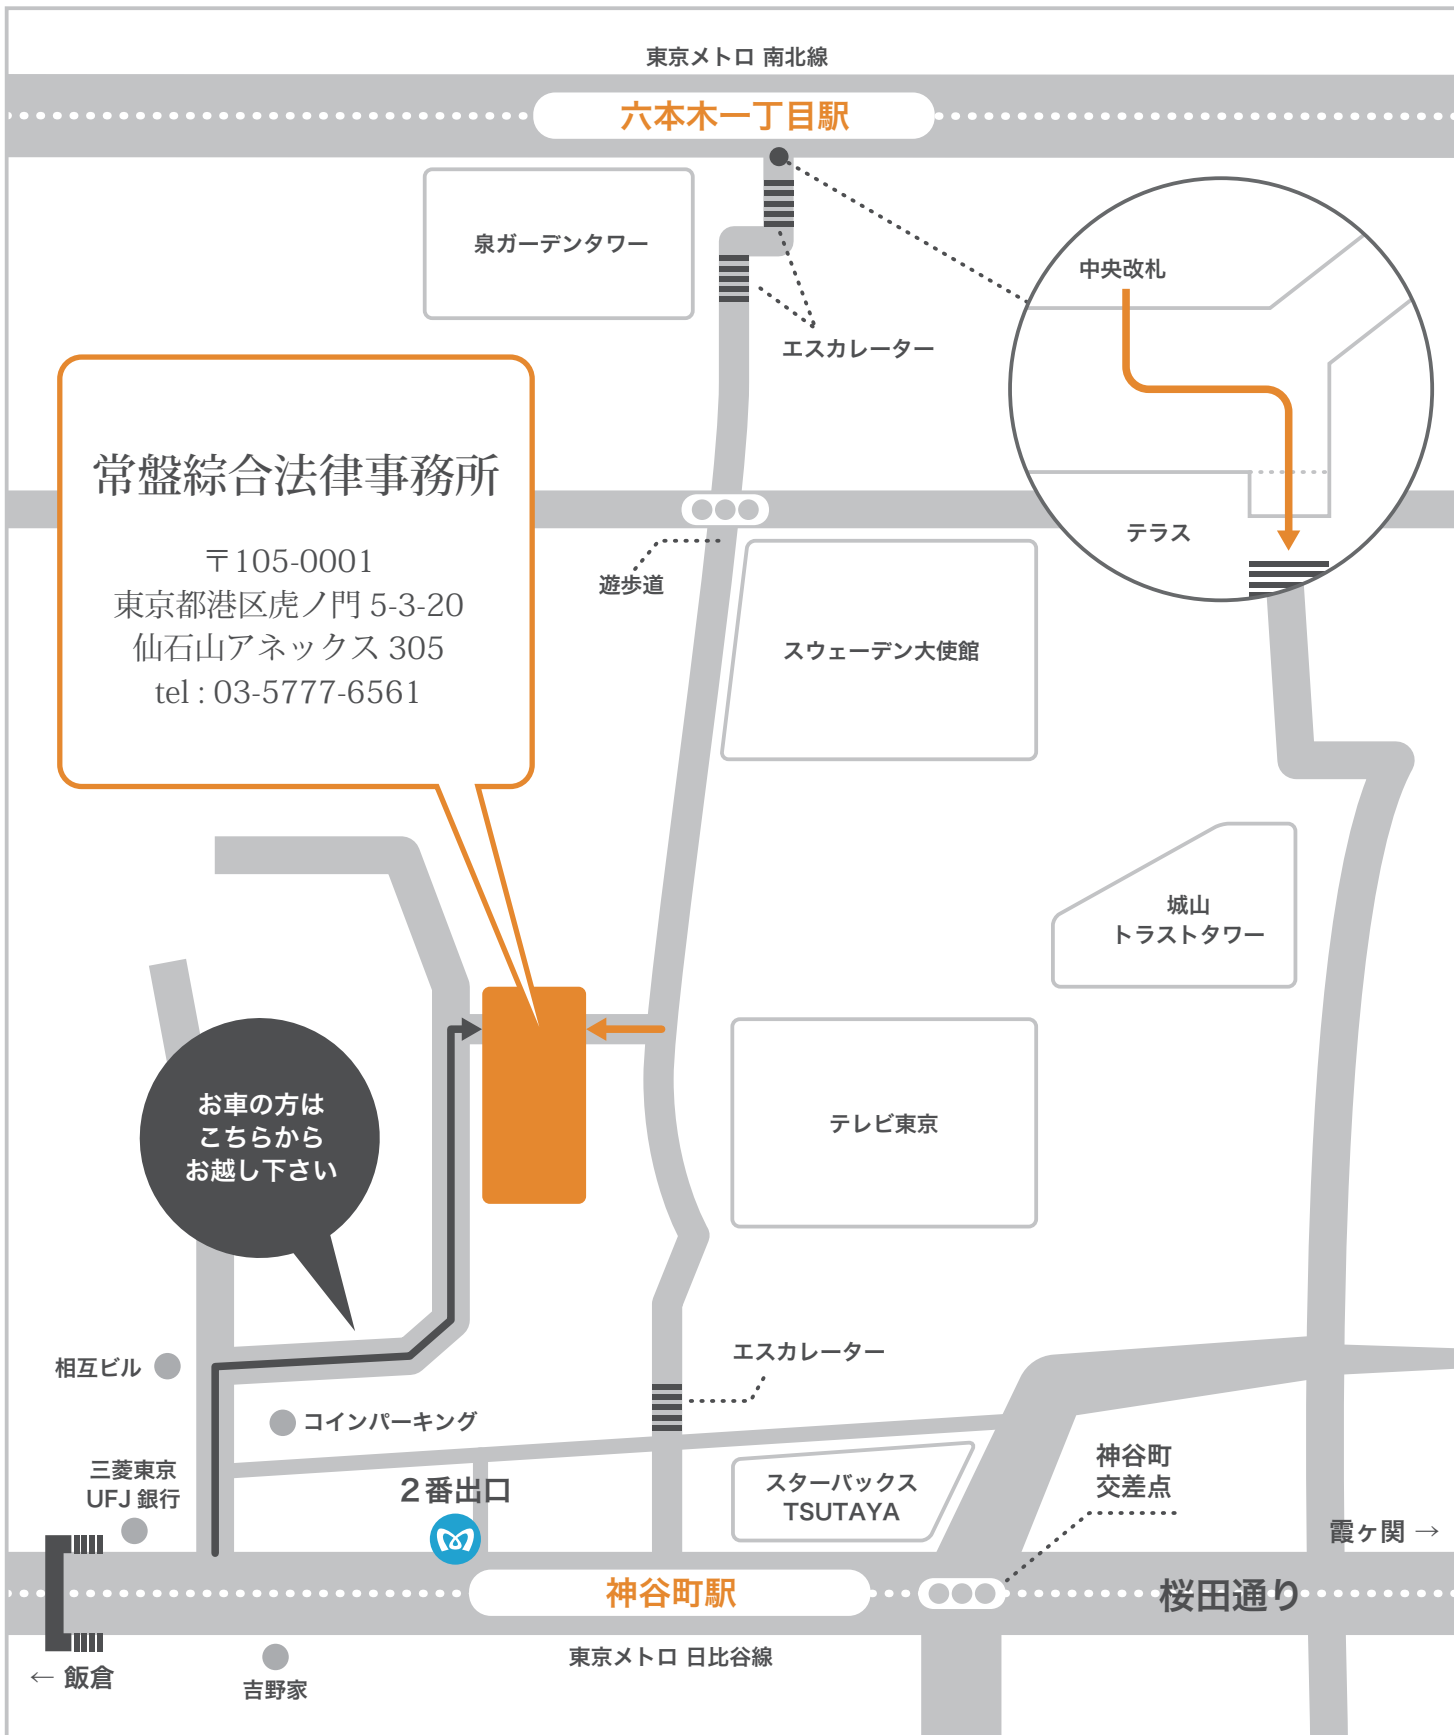 東京メトロ 南北線
六本木一丁目駅
泉ガーデンタワー
中央改札
エスカレーター
常盤綜合法律事務所
〒105-0001
東京都港区虎ノ門 5-3-20
仙石山アネックス 305
tel : 03-5777-6561
テラス
遊歩道
スウェーデン大使館
城山
トラストタワー
お車の方は
こちらから
お越し下さい
テレビ東京
エスカレーター
相互ビル
コインパーキング
三菱東京
UFJ 銀行
2番出口
スターバックス
TSUTAYA
神谷町
交差点
霞ヶ関 →
神谷町駅
桜田通り
東京メトロ 日比谷線
← 飯倉
吉野家